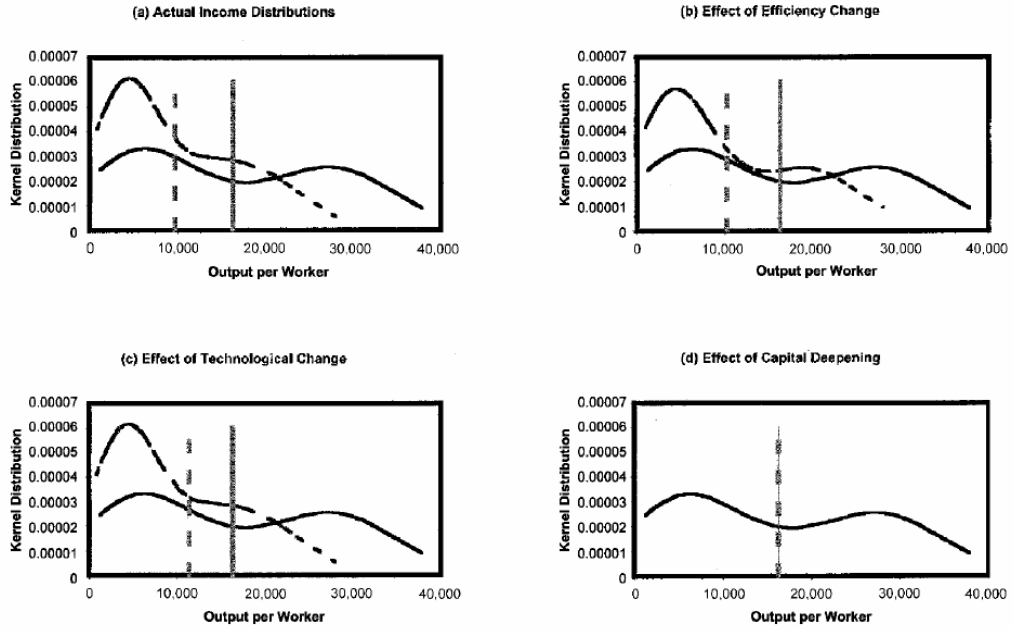 (a) Actual Income Distributions
Kernel Distribution
0.00007
0.00006
0.00005
0.00004
0.00003
0.00002
0.00001
0
0 10,000 20,000 30,000 40,000
Output per Worker
(b) Effect of Efficiency Change
Kernel Distribution
0.00007
0.00006
0.00005
0.00004
0.00003
0.00002
0.00001
0
0 10,000 20,000 30,000 40,000
Output per Worker
(c) Effect of Technological Change
Kernel Distribution
0.00007
0.00006
0.00005
0.00004
0.00003
0.00002
0.00001
0
0 10,000 20,000 30,000 40,000
Output per Worker
(d) Effect of Capital Deepening
Kernel Distribution
0.00007
0.00006
0.00005
0.00004
0.00003
0.00002
0.00001
0
0 10,000 20,000 30,000 40,000
Output per Worker